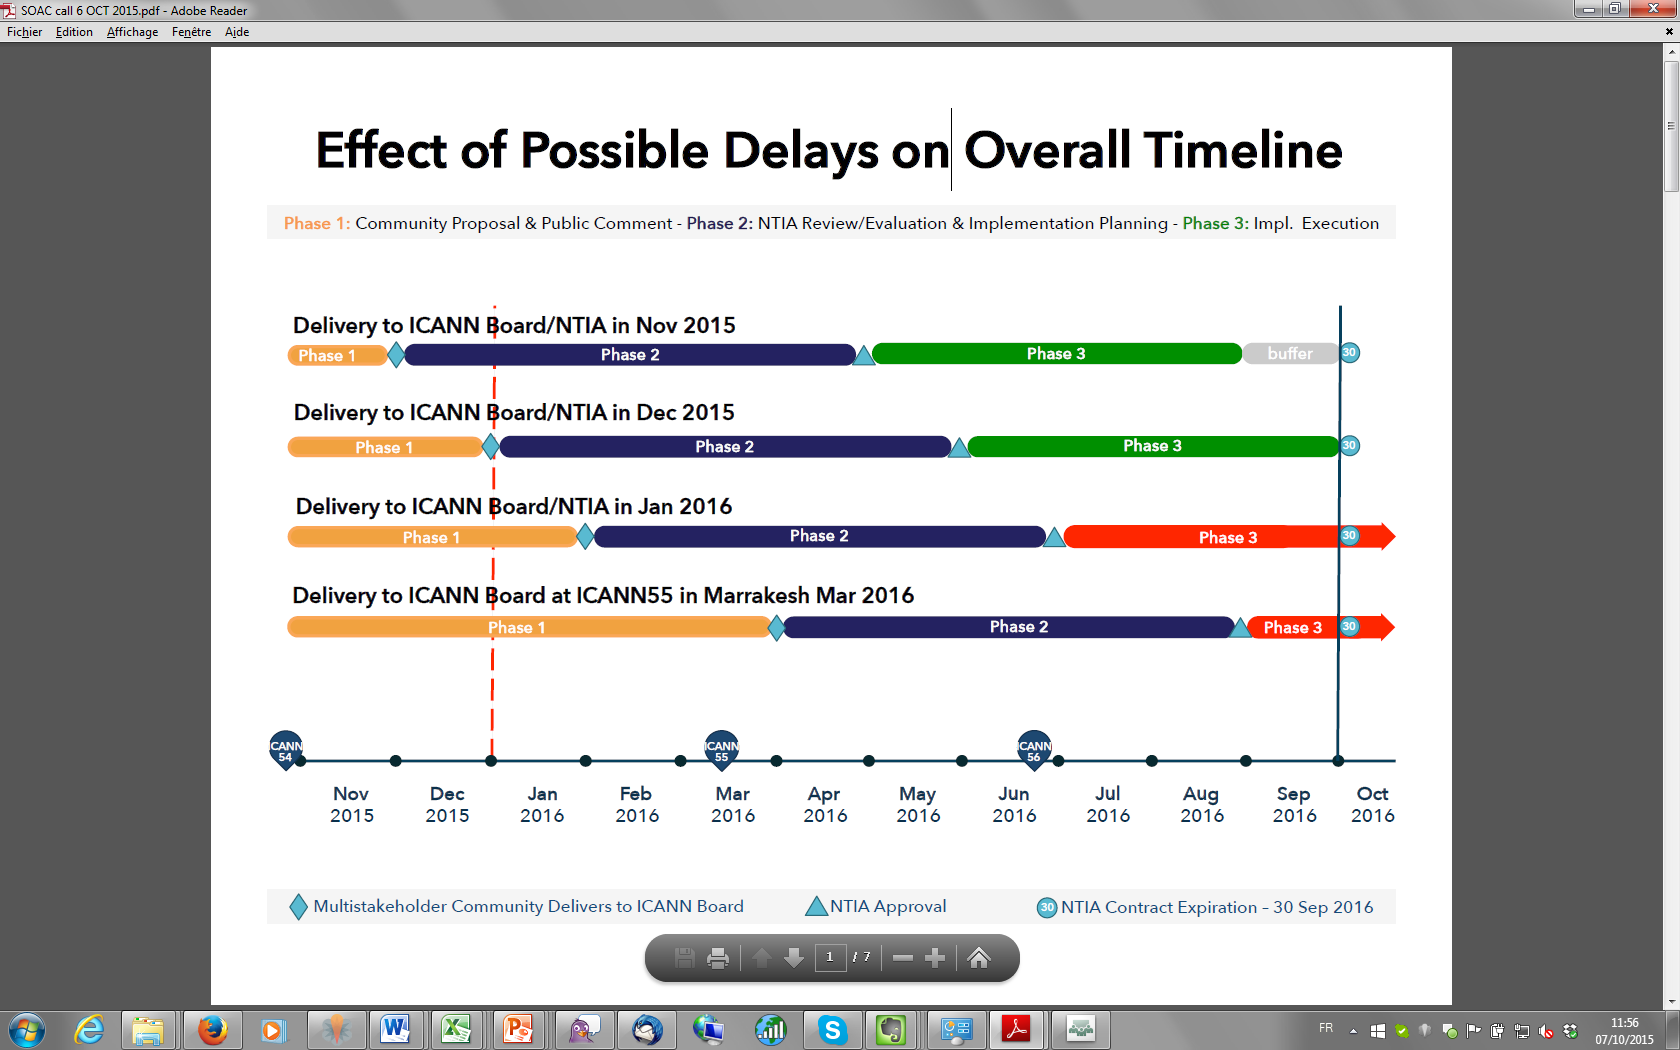 SOAC call 6 OCT 2015.pdf - Adobe Reader
Fichier Edition Affichage Fenêtre Aide
Effect of Possible Delays on Overall Timeline
Phase 1: Community Proposal & Public Comment - Phase 2: NTIA Review/Evaluation & Implementation Planning - Phase 3: Impl. Execution
Delivery to ICANN Board/NTIA in Nov 2015
Phase 1 Phase 2 Phase 3 buffer 30
Delivery to ICANN Board/NTIA in Dec 2015
Phase 1 Phase 2 Phase 3 30
Delivery to ICANN Board/NTIA in Jan 2016
Phase 1 Phase 2 Phase 3 30
Delivery to ICANN Board at ICANN55 in Marrakesh Mar 2016
Phase 1 Phase 2 Phase 3 30
ICANN ICANN ICANN
54 55 56
Nov Dec Jan Feb Mar Apr May Jun Jul Aug Sep Oct
2015 2015 2016 2016 2016 2016 2016 2016 2016 2016 2016 2016
Multistakeholder Community Delivers to ICANN Board NTIA Approval 30 NTIA Contract Expiration – 30 Sep 2016
1 / 7
FR 11:56
07/10/2015